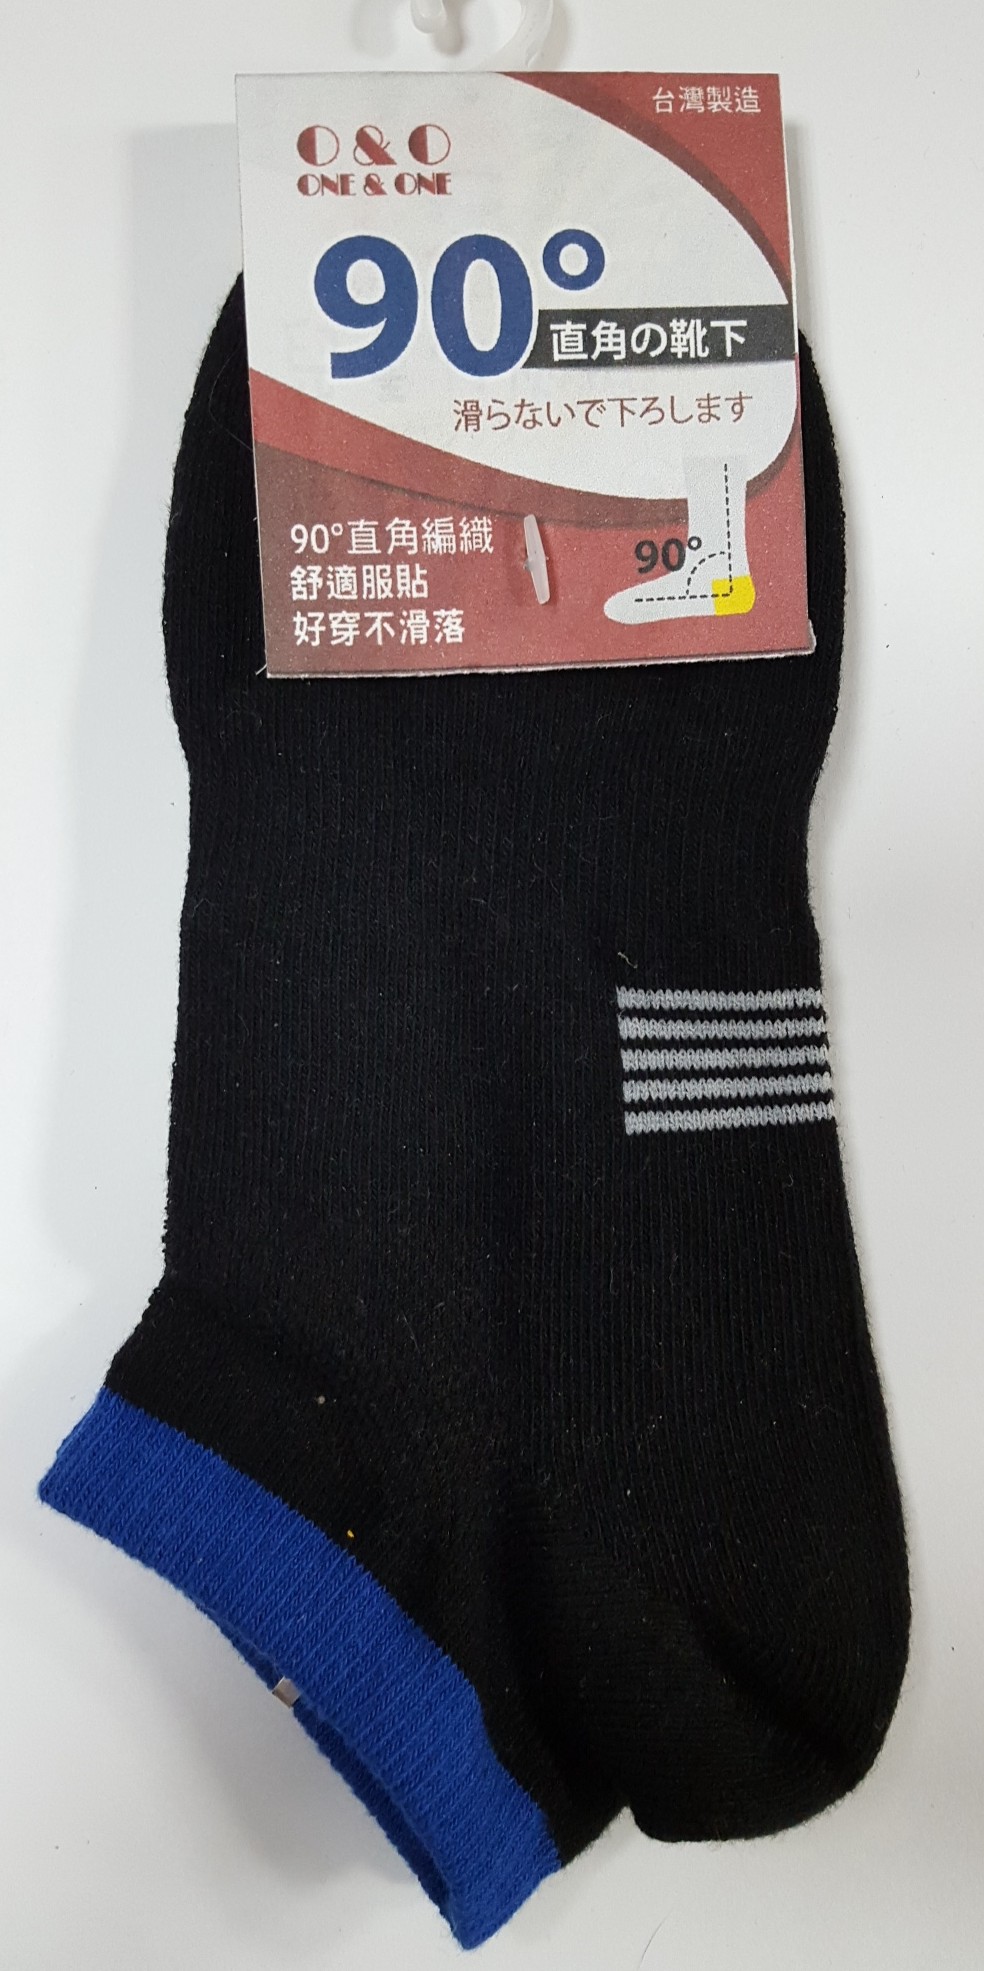 台灣製造
O & O
ONE & ONE
90°
直角の靴下
滑らないで下ろします
90°直角編織
舒適服貼
好穿不滑落
90°